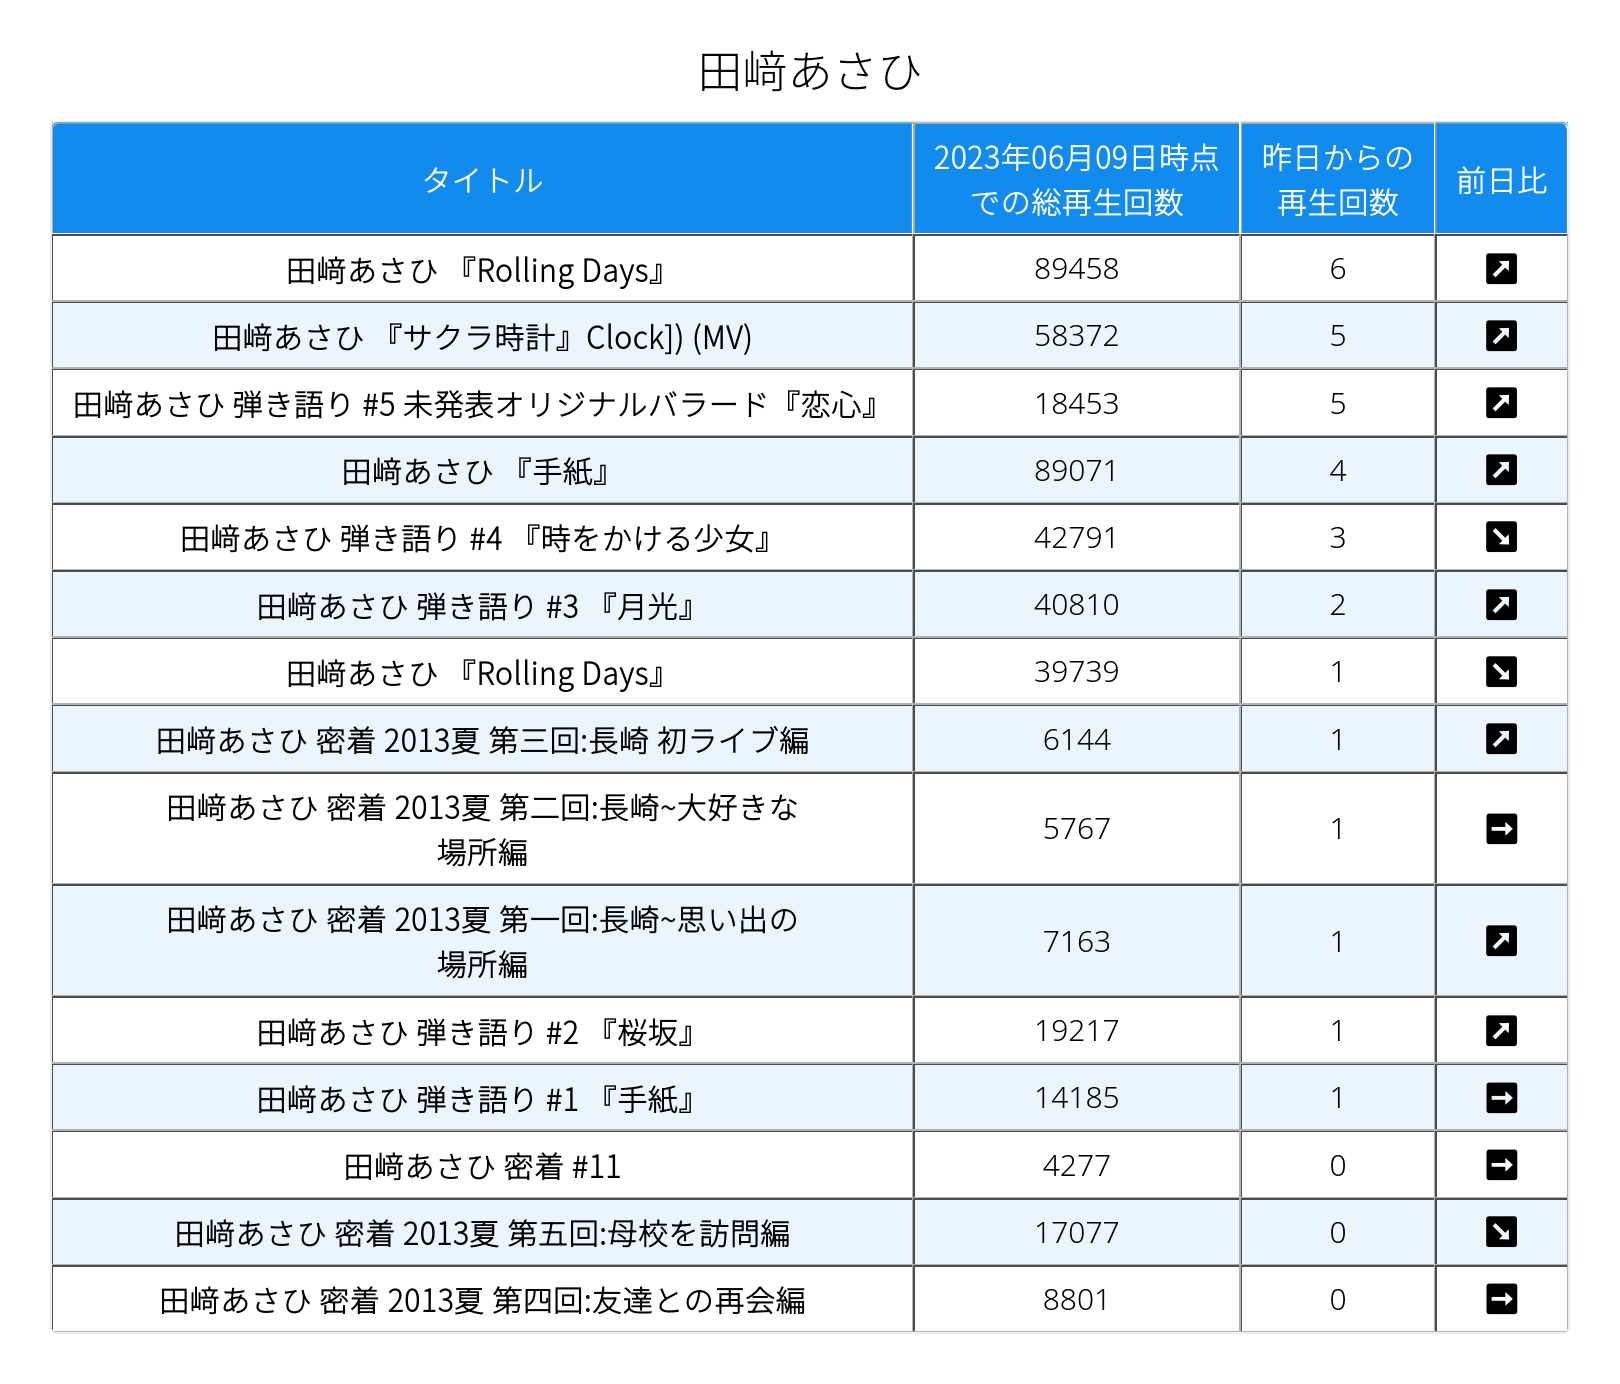 田﨑あさひ
タイトル
2023年06月09日時点
での総再生回数
昨日からの
再生回数
前日比
田﨑あさひ 『Rolling Days』 89458 6 ↗
田﨑あさひ 『サクラ時計』Clock]) (MV) 58372 5 ↗
田﨑あさひ 弾き語り #5 未発表オリジナルバラード『恋心』 18453 5 ↗
田﨑あさひ 『手紙』 89071 4 ↗
田﨑あさひ 弾き語り #4 『時をかける少女』 42791 3 ↘
田﨑あさひ 弾き語り #3 『月光』 40810 2 ↗
田﨑あさひ 『Rolling Days』 39739 1 ↘
田﨑あさひ 密着 2013夏 第三回:長崎 初ライブ編 6144 1 ↗
田﨑あさひ 密着 2013夏 第二回:長崎~大好きな
場所編 5767 1 →
田﨑あさひ 密着 2013夏 第一回:長崎~思い出の
場所編 7163 1 ↗
田﨑あさひ 弾き語り #2 『桜坂』 19217 1 ↗
田﨑あさひ 弾き語り #1 『手紙』 14185 1 →
田﨑あさひ 密着 #11 4277 0 →
田﨑あさひ 密着 2013夏 第五回:母校を訪問編 17077 0 ↘
田﨑あさひ 密着 2013夏 第四回:友達との再会編 8801 0 →